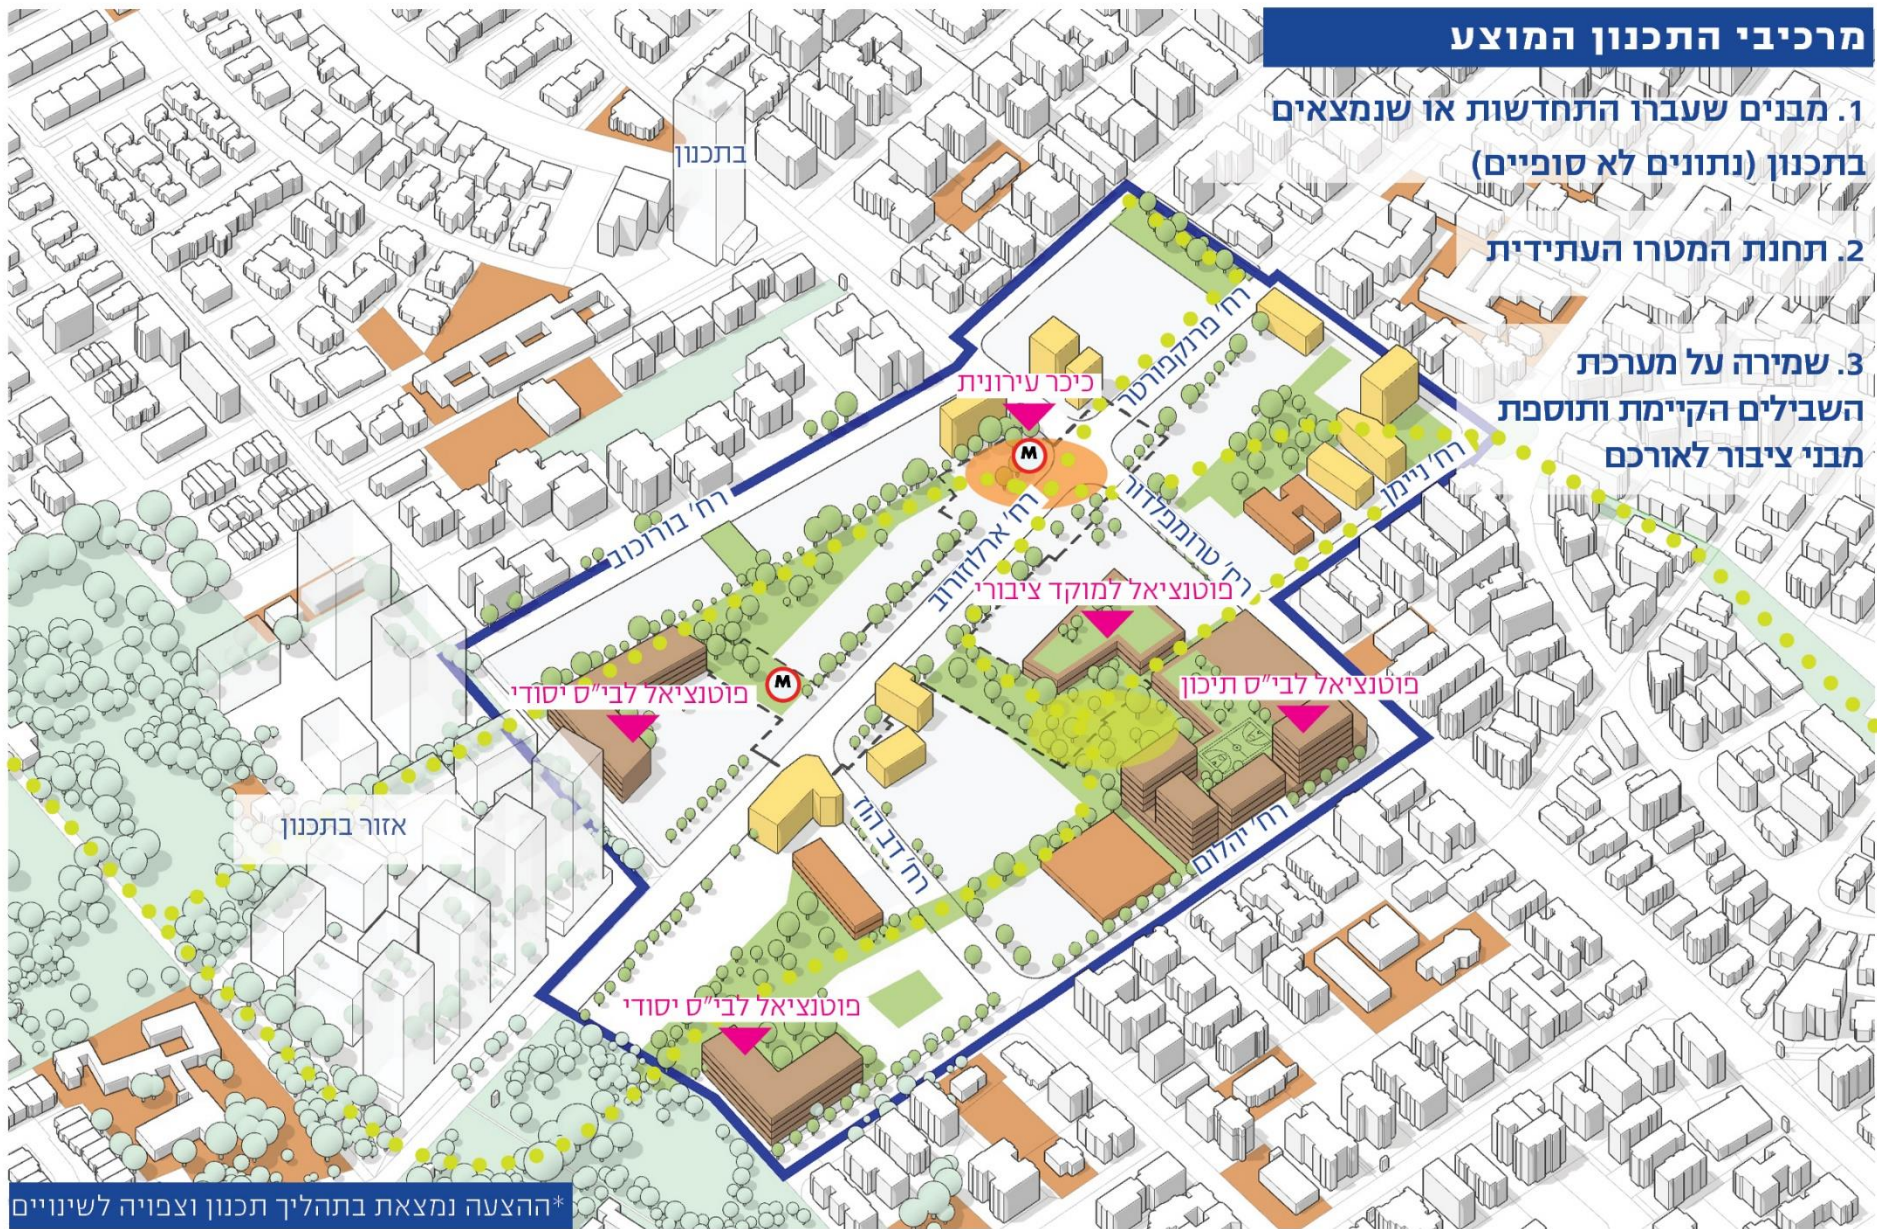 מרכיבי התכנון המוצע
1. מבנים שעברו התחדשות או שנמצאים
בתכנון (נתונים לא סופיים)
2. תחנת המטרו העתידית
3. שמירה על מערכת
השבילים הקיימת ותוספת
מבני ציבור לאורכם
בתכנון
רח' פרנקפורטר
כיכר עירונית
M
רח' ניימן
רח' בורוכוב
רח' ארלוזורוב
רח' טרומפלדור
פוטנציאל למוקד ציבורי
פוטנציאל לבי"ס תיכון
M
פוטנציאל לבי"ס יסודי
אזור בתכנון
רח' דב הוז
רח' יהלום
פוטנציאל לבי"ס יסודי
*ההצעה נמצאת בתהליך תכנון וצפויה לשינויים